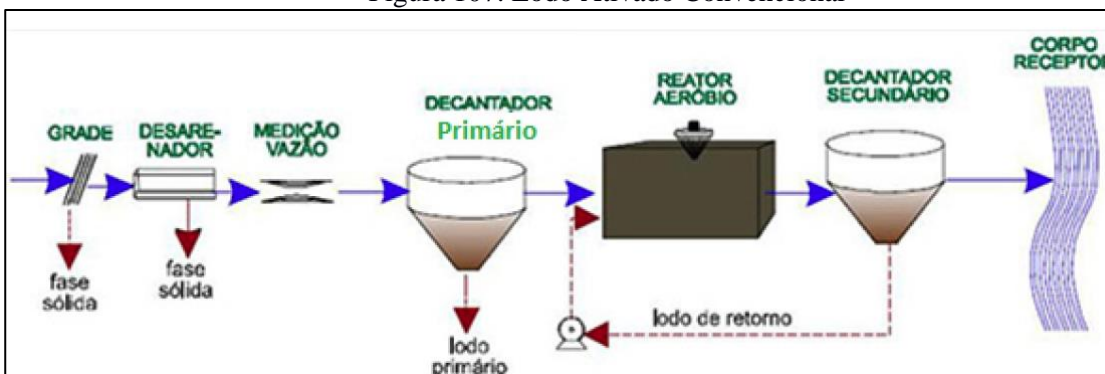 GRADE
DESARE-
NADOR
MEDIÇÃO
VAZÃO
DECANTADOR
Primário
REATOR
AERÓBIO
DECANTADOR
SECUNDÁRIO
CORPO
RECEPTOR
fase
sólida
fase
sólida
lodo
primário
lodo de retorno